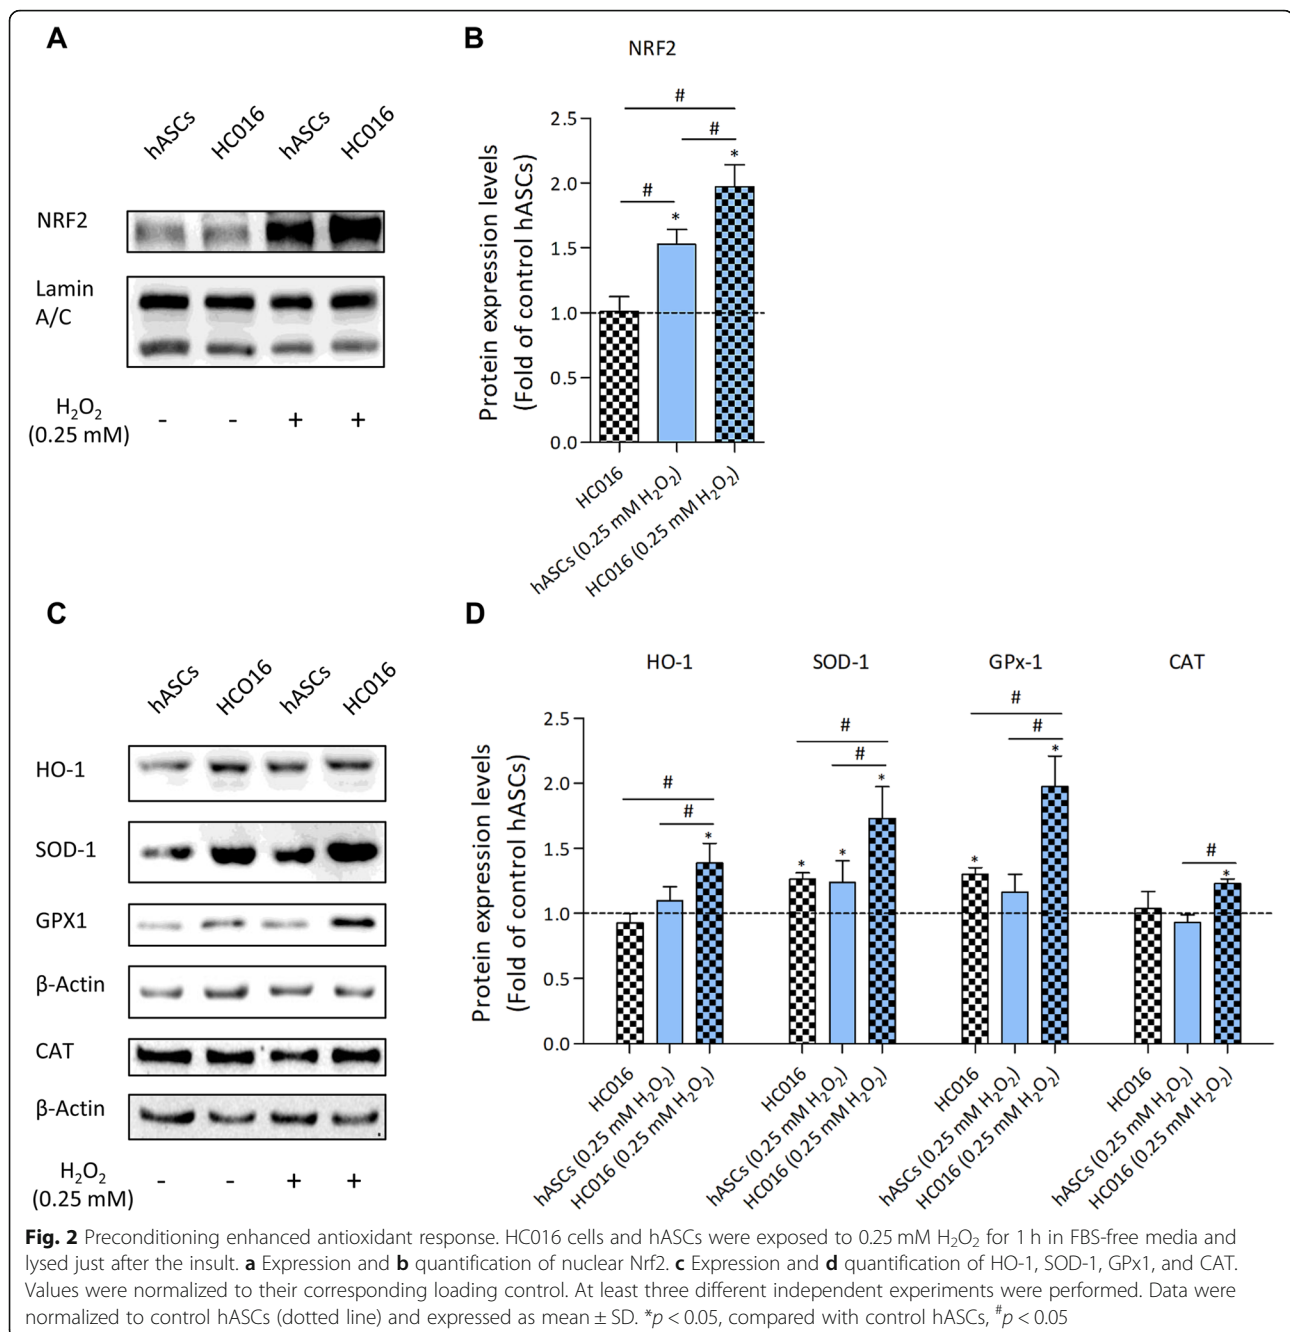 A
hASCs HC016 hASCs HC016
NRF2
Lamin
A/C
H₂O₂
(0.25 mM)
- - + +
B
NRF2
Protein expression levels
(Fold of control hASCs)
2.5
2.0
1.5
1.0
0.5
0.0
#
#
#
*
*
HC016
hASCs (0.25 mM H₂O₂)
HC016 (0.25 mM H₂O₂)
C
hASCs HCO16 hASCs HC016
HO-1
SOD-1
GPX1
β-Actin
CAT
β-Actin
H₂O₂
(0.25 mM)
- - + +
D
HO-1 SOD-1 GPx-1 CAT
Protein expression levels
(Fold of control hASCs)
2.5
2.0
1.5
1.0
0.5
0.0
# # *
# # * * *
# # * *
# *
HC016
hASCs (0.25 mM H₂O₂)
HC016 (0.25 mM H₂O₂)
HC016
hASCs (0.25 mM H₂O₂)
HC016 (0.25 mM H₂O₂)
HC016
hASCs (0.25 mM H₂O₂)
HC016 (0.25 mM H₂O₂)
HC016
hASCs (0.25 mM H₂O₂)
HC016 (0.25 mM H₂O₂)
Fig. 2 Preconditioning enhanced antioxidant response. HC016 cells and hASCs were exposed to 0.25 mM H₂O₂ for 1 h in FBS-free media and
lysed just after the insult. a Expression and b quantification of nuclear Nrf2. c Expression and d quantification of HO-1, SOD-1, GPx1, and CAT.
Values were normalized to their corresponding loading control. At least three different independent experiments were performed. Data were
normalized to control hASCs (dotted line) and expressed as mean ± SD. *p < 0.05, compared with control hASCs, #p < 0.05